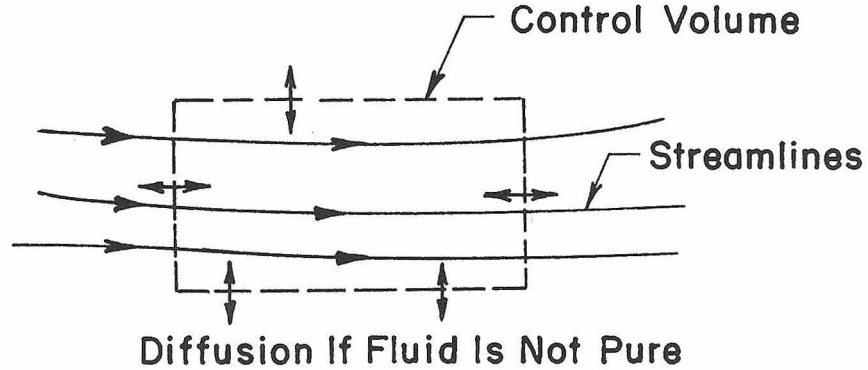 Control Volume
Streamlines
Diffusion If Fluid Is Not Pure